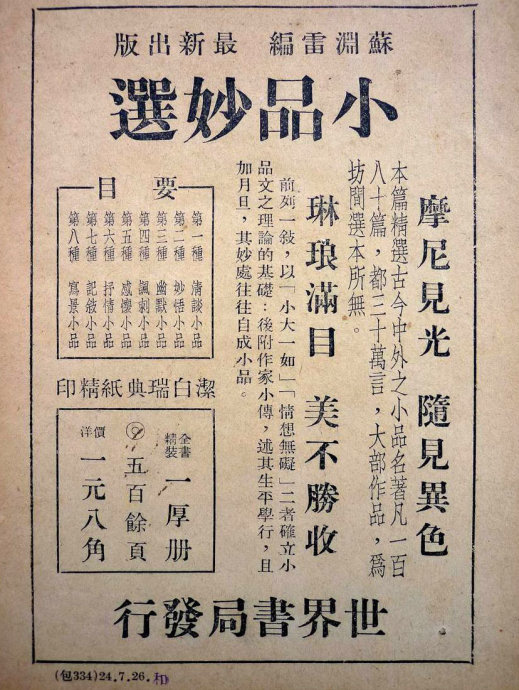 蘇淵雷編　最新出版
小品妙選
摩尼見光　隨見異色
本篇精選古今中外之小品名著凡一百
八十篇，都三十萬言，大部作品，為
坊間選本所無。
琳琅滿目　美不勝收
前列一敍，以「小大一如」「情想無礙」二者確立小
品文之理論的基礎：後附作家小傳，述其生平學行，且
加月旦，其妙處往往自成小品。
要目
第一種　清談小品
第二種　妙悟小品
第三種　幽默小品
第四種　諷刺小品
第五種　感懷小品
第六種　抒情小品
第七種　記敍小品
第八種　寫景小品
潔白瑞典紙精印
全書精裝　一厚册
五百餘頁
價洋　一元八角
世界書局發行
(包334)24.7.26.和